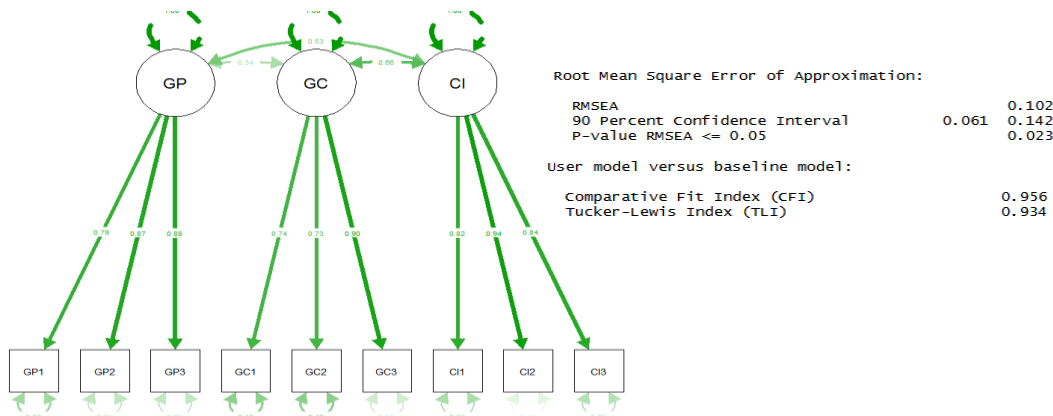 0.53
0.34
0.66
GP
GC
CI
Root Mean Square Error of Approximation:
RMSEA 0.102
90 Percent Confidence Interval 0.061 0.142
P-value RMSEA <= 0.05 0.023
User model versus baseline model:
Comparative Fit Index (CFI) 0.956
Tucker-Lewis Index (TLI) 0.934
0.79 0.87 0.88 0.74 0.73 0.90 0.82 0.94 0.84
GP1 GP2 GP3 GC1 GC2 GC3 CI1 CI2 CI3